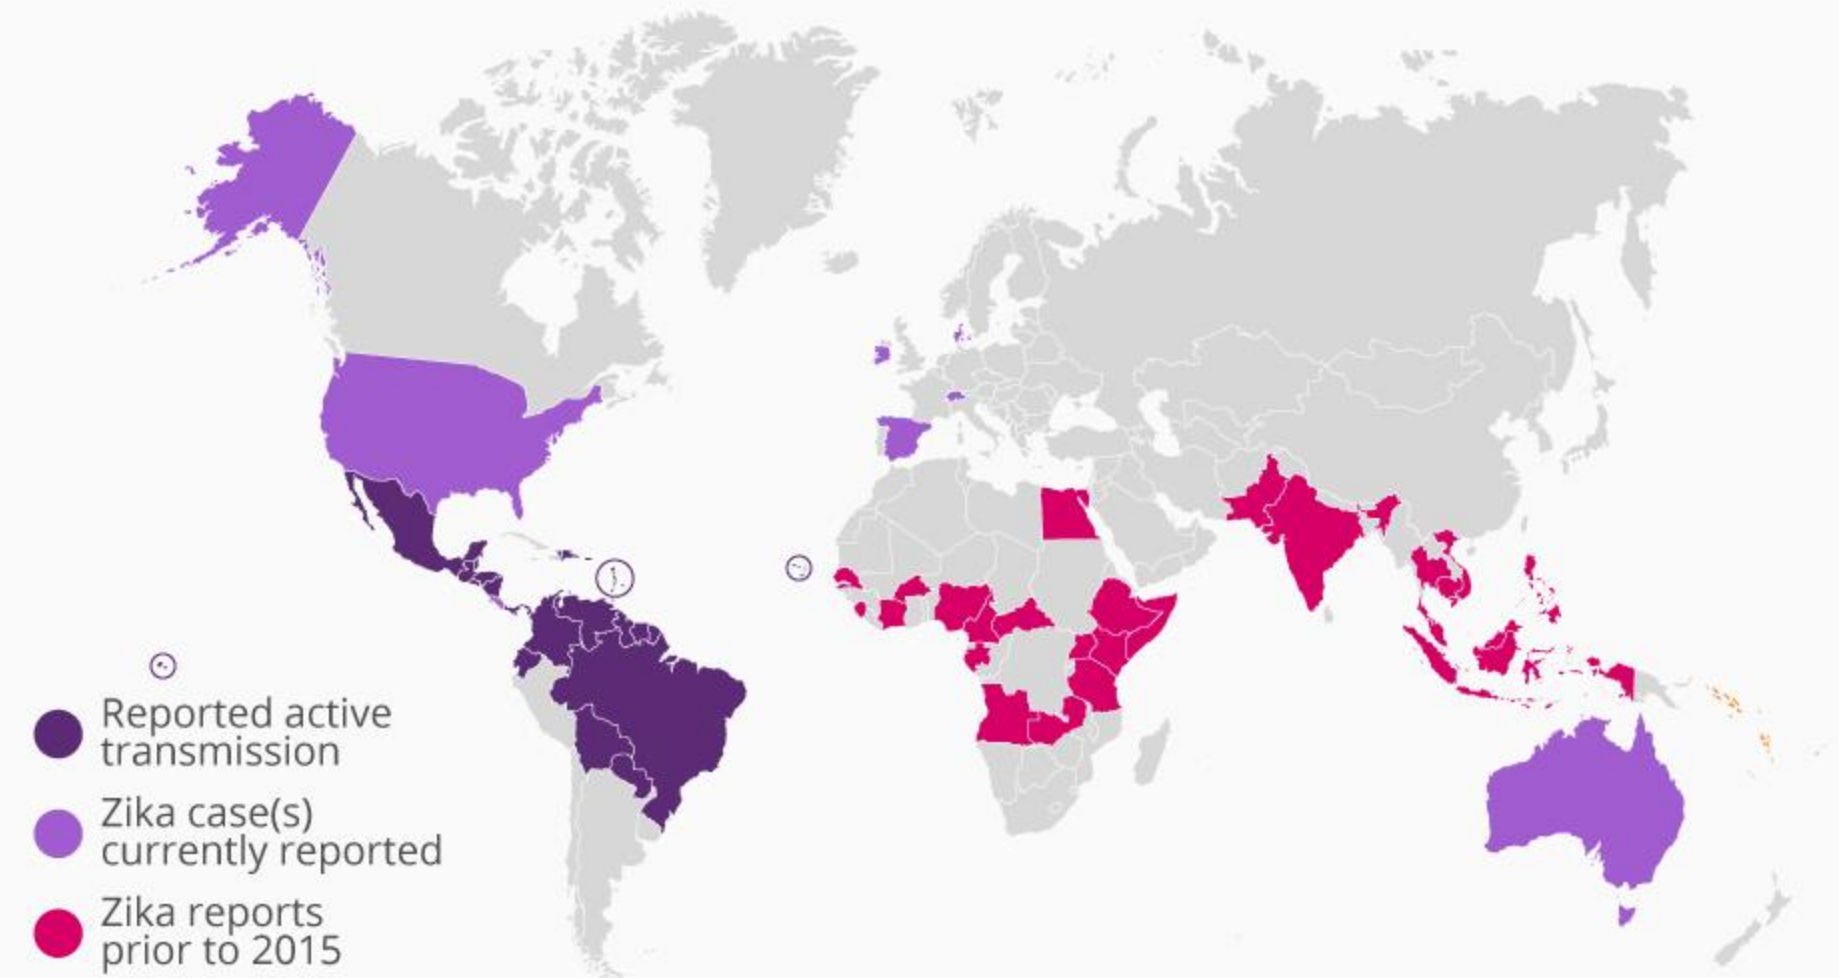 Reported active
transmission
Zika case(s)
currently reported
Zika reports
prior to 2015